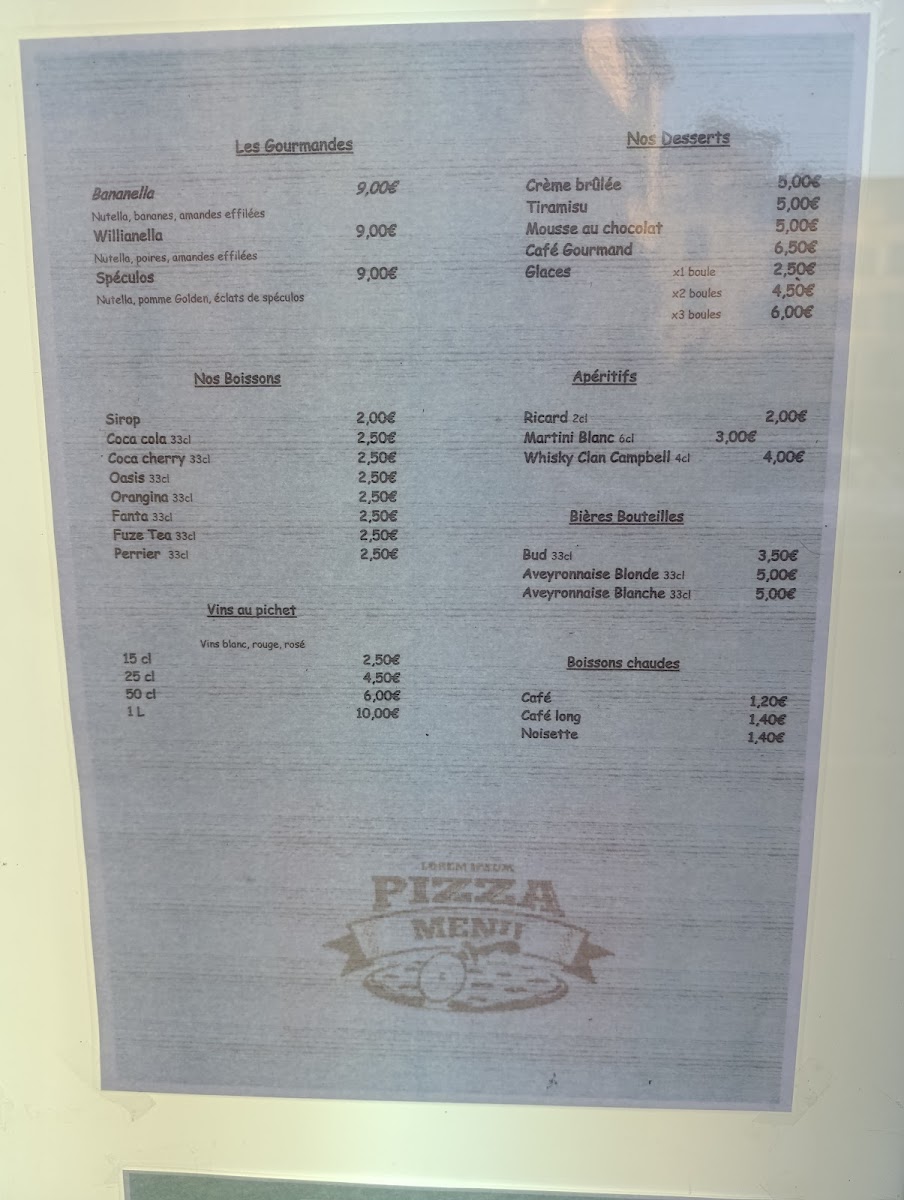 Les Gourmandes
Bananella 9,00€
Nutella, bananes, amandes effilées
Willianella 9,00€
Nutella, poires, amandes effilées
Spéculos 9,00€
Nutella, pomme Golden, éclats de spéculos
Nos Desserts
Crème brûlée 5,00€
Tiramisu 5,00€
Mousse au chocolat 5,00€
Café Gourmand 6,50€
Glaces x1 boule 2,50€
x2 boules 4,50€
x3 boules 6,00€
Nos Boissons
Sirop 2,00€
Coca cola 33cl 2,50€
Coca cherry 33cl 2,50€
Oasis 33cl 2,50€
Orangina 33cl 2,50€
Fanta 33cl 2,50€
Fuze Tea 33cl 2,50€
Perrier 33cl 2,50€
Apéritifs
Ricard 2cl 2,00€
Martini Blanc 6cl 3,00€
Whisky Clan Campbell 4cl 4,00€
Bières Bouteilles
Bud 33cl 3,50€
Aveyronnaise Blonde 33cl 5,00€
Aveyronnaise Blanche 33cl 5,00€
Vins au pichet
Vins blanc, rouge, rosé
15 cl 2,50€
25 cl 4,50€
50 cl 6,00€
1 L 10,00€
Boissons chaudes
Café 1,20€
Café long 1,40€
Noisette 1,40€
LOREM IPSUM
PIZZA
MENU